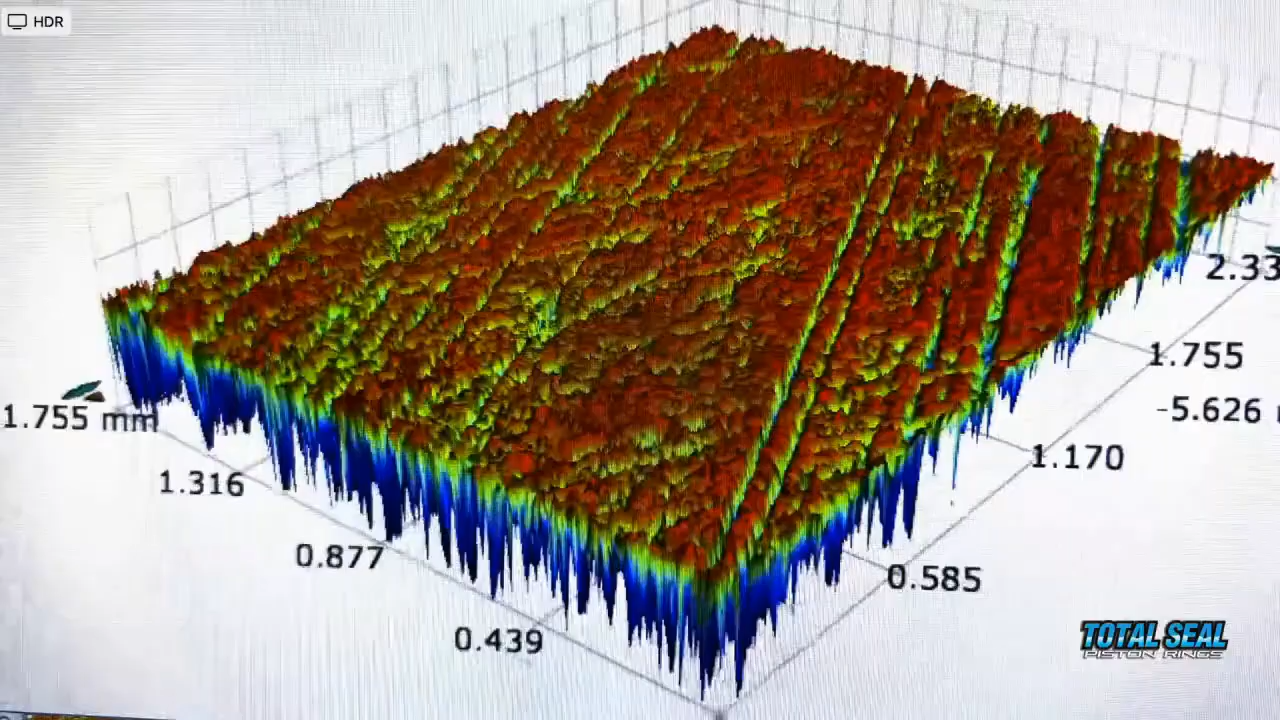 HDR
2.33
1.755
-5.626
1.755 mm
1.170
1.316
0.877
0.585
0.439
TOTAL SEAL
PISTON RINGS